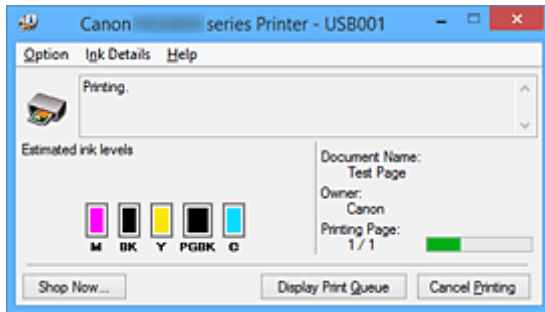 Canon series Printer - USB001
Option Ink Details Help
Printing.
Estimated ink levels
Document Name:
Test Page
Owner:
Canon
Printing Page:
1 / 1
M BK Y PGBK C
Shop Now... Display Print Queue Cancel Printing